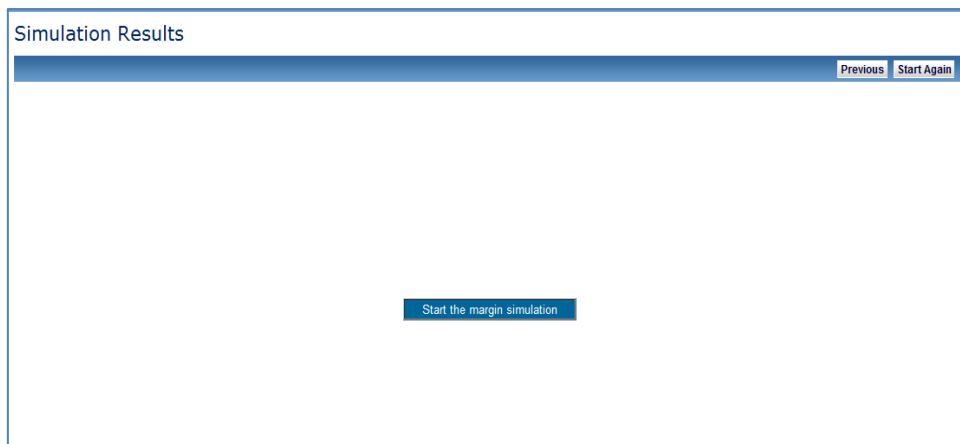 Simulation Results
Previous Start Again
Start the margin simulation